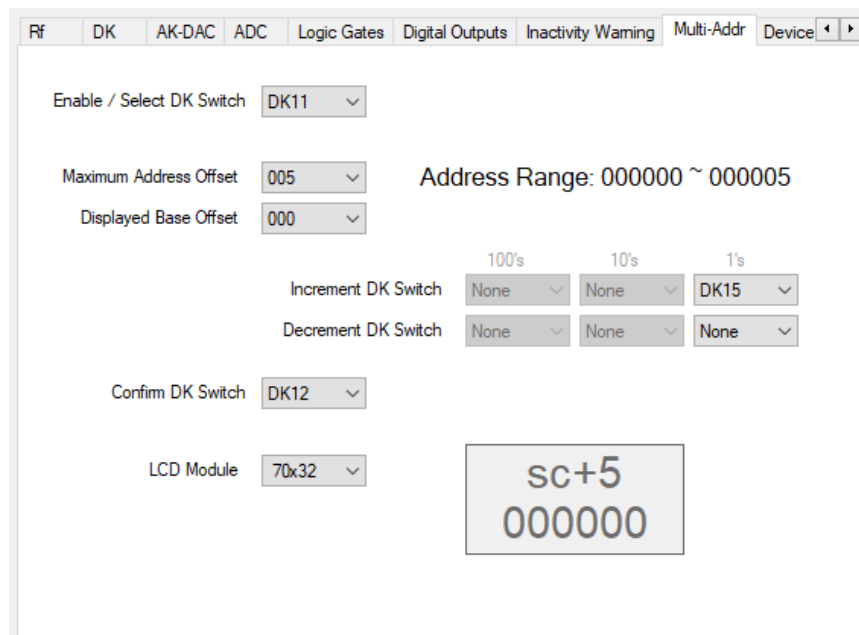 Rf DK AK-DAC ADC Logic Gates Digital Outputs Inactivity Warning Multi-Addr Device
Enable / Select DK Switch DK11
Maximum Address Offset 005 Address Range: 000000 ~ 000005
Displayed Base Offset 000
100's 10's 1's
Increment DK Switch None None DK15
Decrement DK Switch None None None
Confirm DK Switch DK12
LCD Module 70x32
sc+5
000000